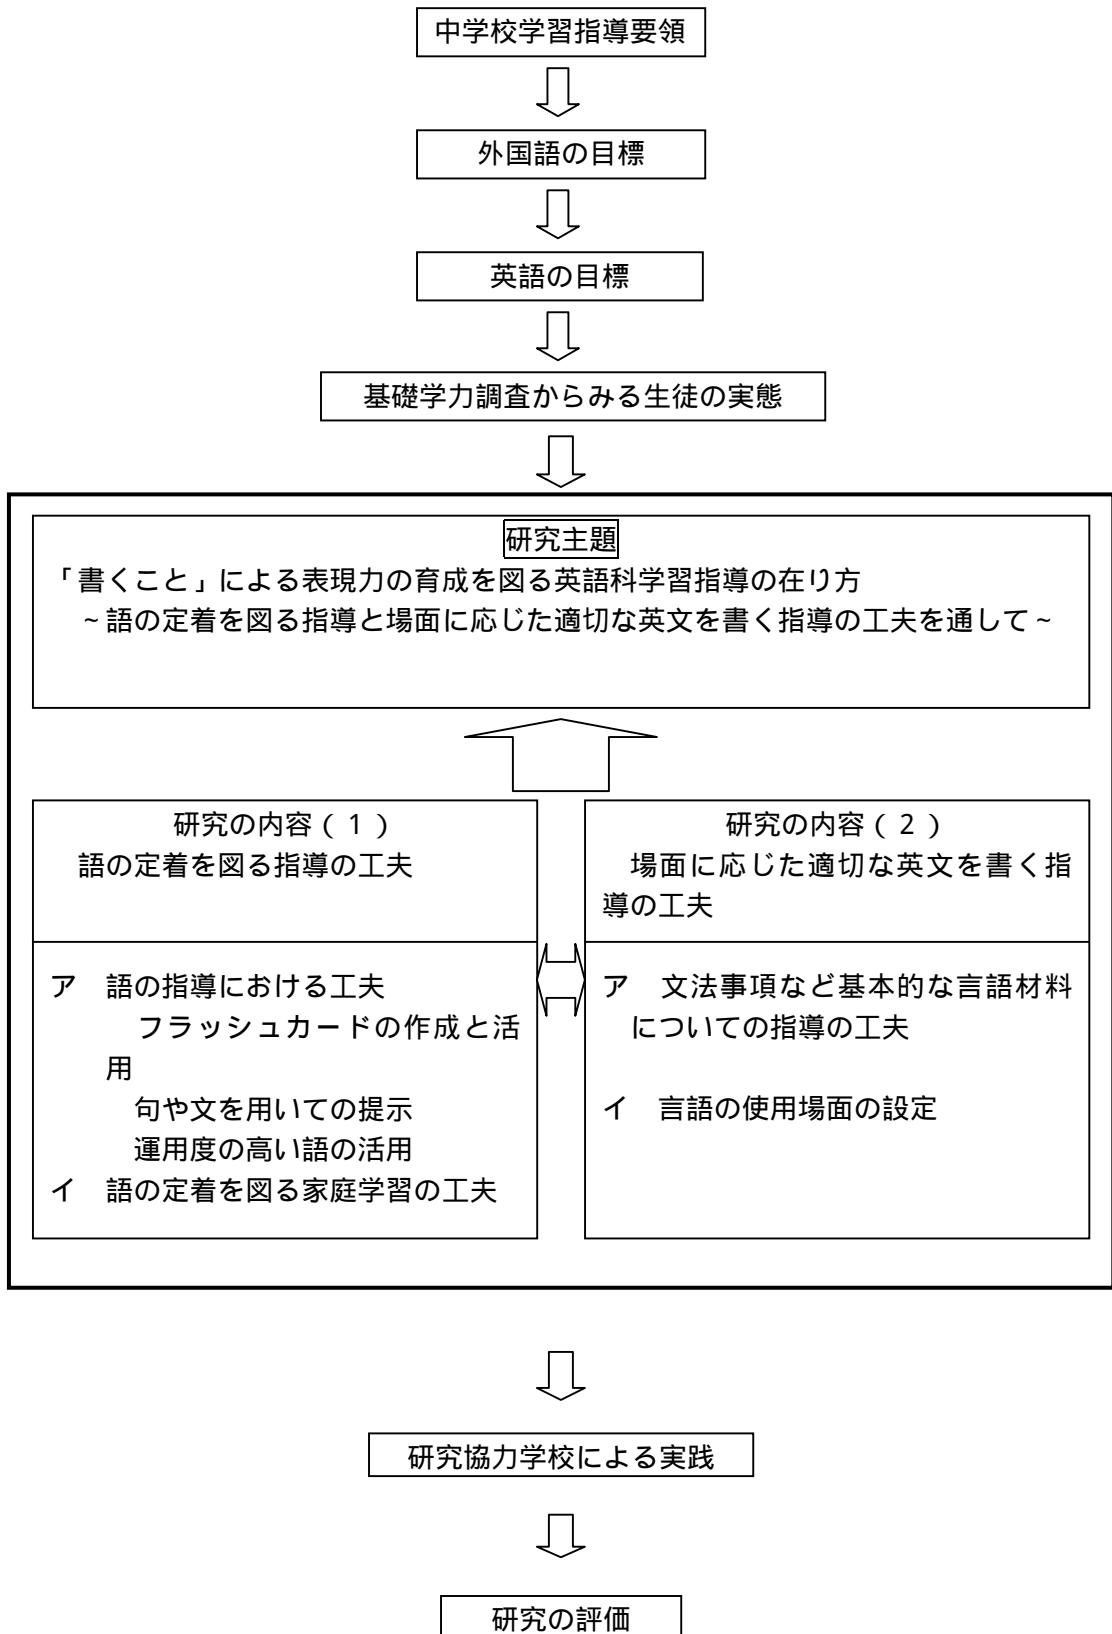 中学校学習指導要領
外国語の目標
英語の目標
基礎学力調査からみる生徒の実態
研究主題
「書くこと」による表現力の育成を図る英語科学習指導の在り方
~語の定着を図る指導と場面に応じた適切な英文を書く指導の工夫を通して~
研究の内容(1)
語の定着を図る指導の工夫
ア 語の指導における工夫
フラッシュカードの作成と活
用
句や文を用いての提示
運用度の高い語の活用
イ 語の定着を図る家庭学習の工夫
研究の内容(2)
場面に応じた適切な英文を書く指
導の工夫
ア 文法事項など基本的な言語材料
についての指導の工夫
イ 言語の使用場面の設定
研究協力学校による実践
研究の評価